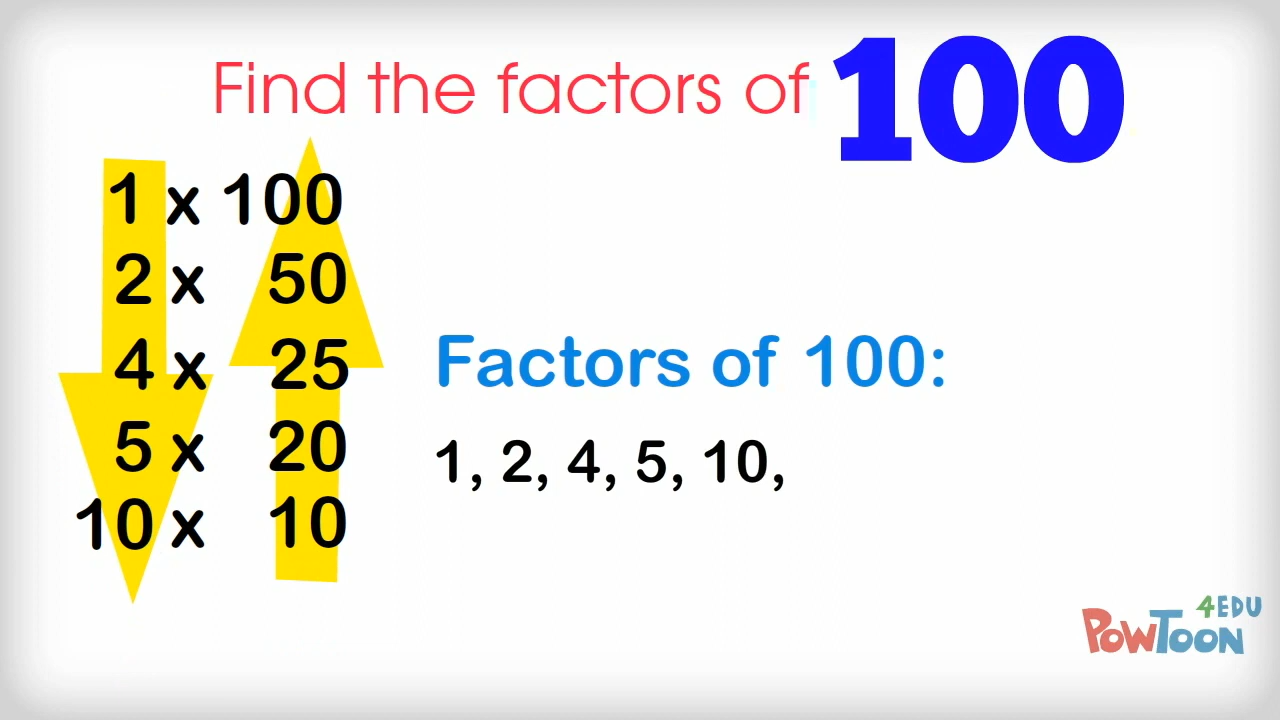 Find the factors of 100
1 x 100
2 x 50
4 x 25
5 x 20
10 x 10
Factors of 100:
1, 2, 4, 5, 10,
4EDU
POWTOON